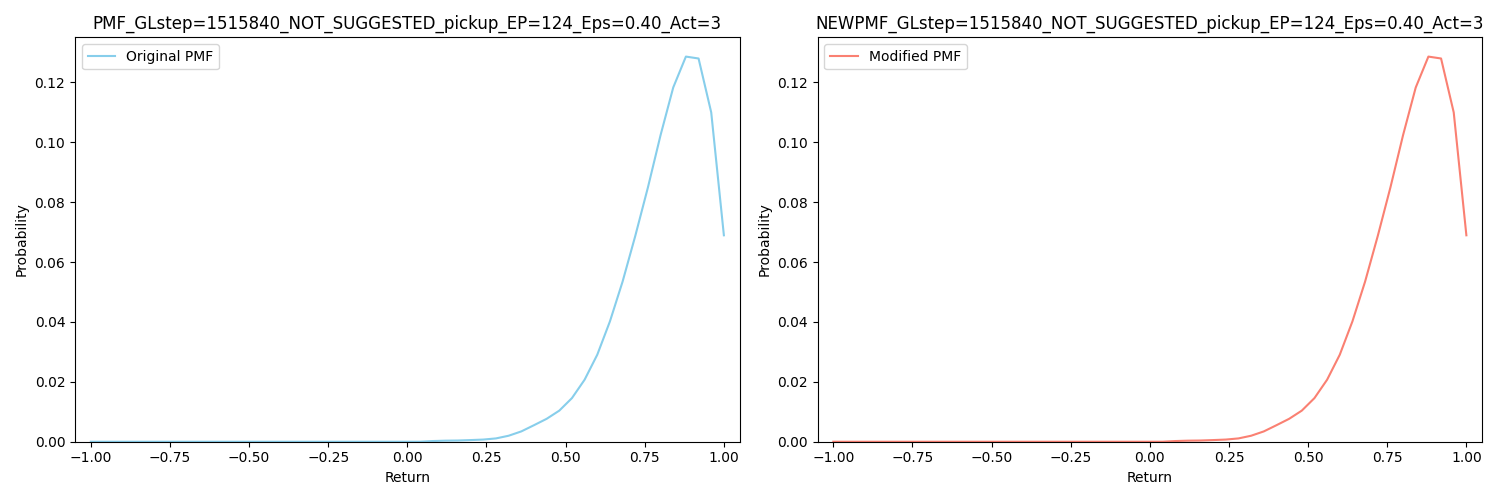 PMF_GLstep=1515840_NOT_SUGGESTED_pickup_EP=124_Eps=0.40_Act=3
Original PMF
0.12
0.10
0.08
0.06
0.04
0.02
0.00
Probability
−1.00 −0.75 −0.50 −0.25 0.00 0.25 0.50 0.75 1.00
Return
NEWPMF_GLstep=1515840_NOT_SUGGESTED_pickup_EP=124_Eps=0.40_Act=3
Modified PMF
0.12
0.10
0.08
0.06
0.04
0.02
0.00
Probability
−1.00 −0.75 −0.50 −0.25 0.00 0.25 0.50 0.75 1.00
Return